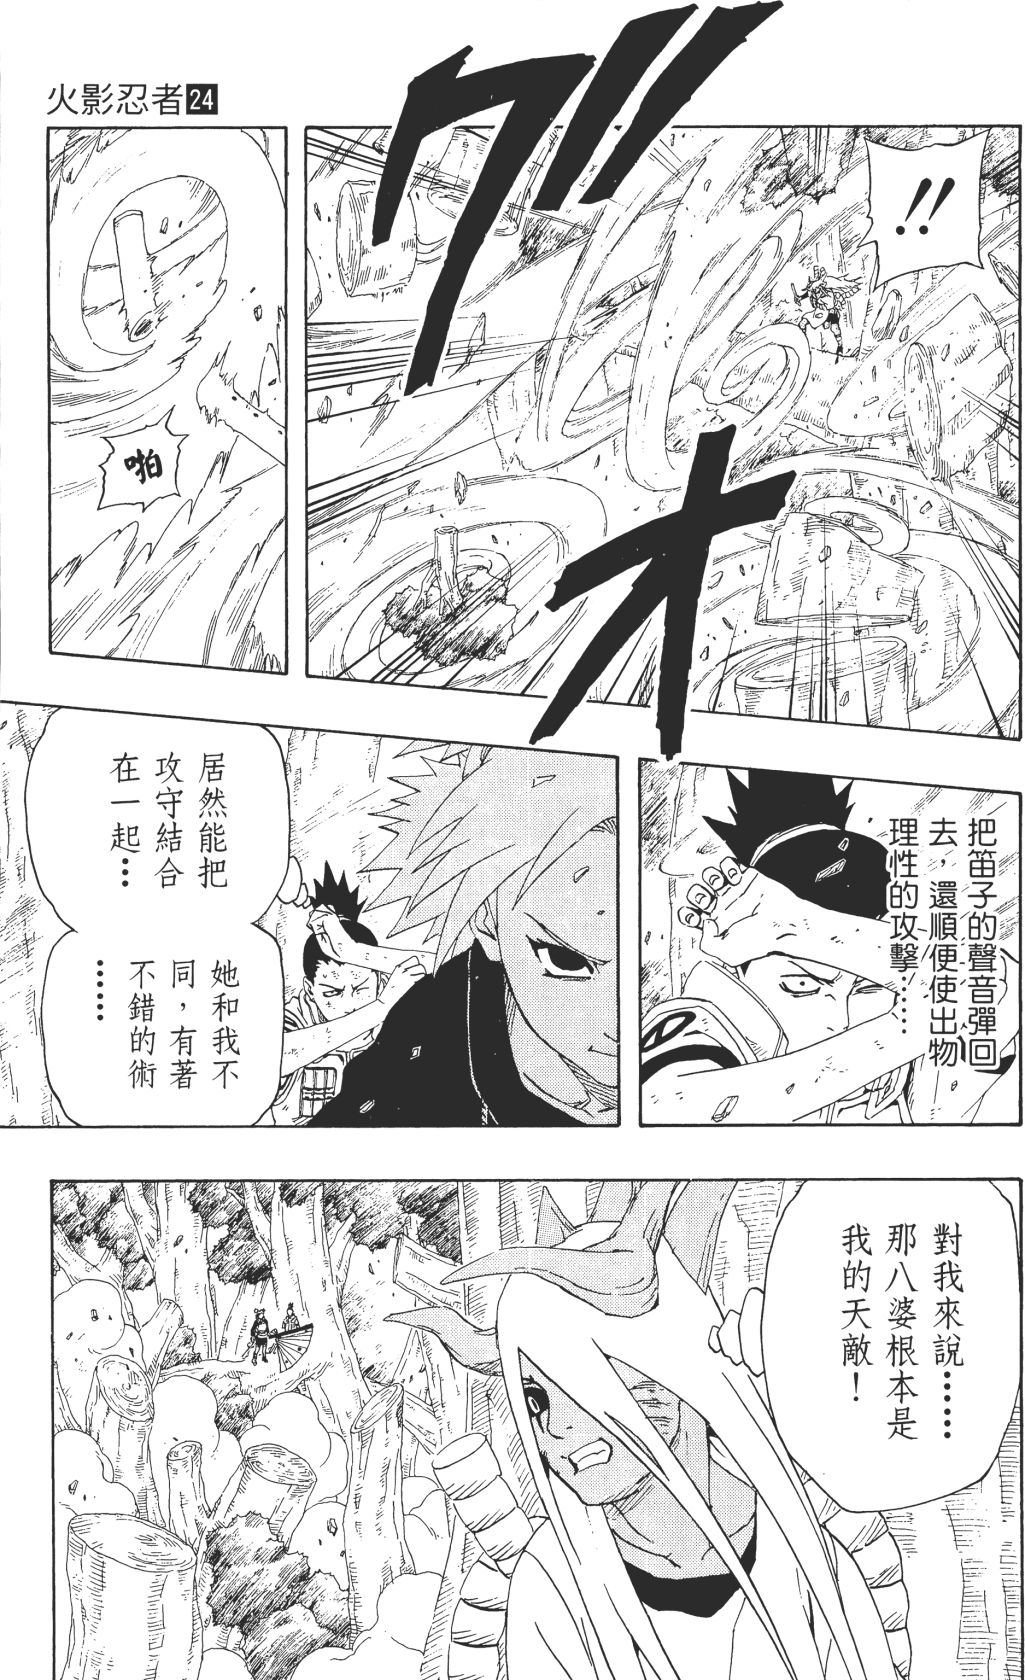 火影忍者24
!!
グオ
啪
把笛子的聲音彈回
去，還順便使出物
理性的攻擊……
居然能把
攻守結合
在一起…
她和我不
同，有著
不錯的術
……
對我來說……
那八婆根本是
我的天敵！